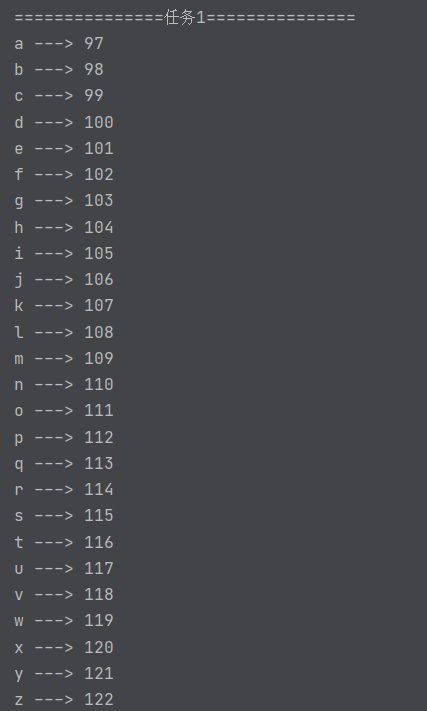 ===============任务1===============
a ---> 97
b ---> 98
c ---> 99
d ---> 100
e ---> 101
f ---> 102
g ---> 103
h ---> 104
i ---> 105
j ---> 106
k ---> 107
l ---> 108
m ---> 109
n ---> 110
o ---> 111
p ---> 112
q ---> 113
r ---> 114
s ---> 115
t ---> 116
u ---> 117
v ---> 118
w ---> 119
x ---> 120
y ---> 121
z ---> 122